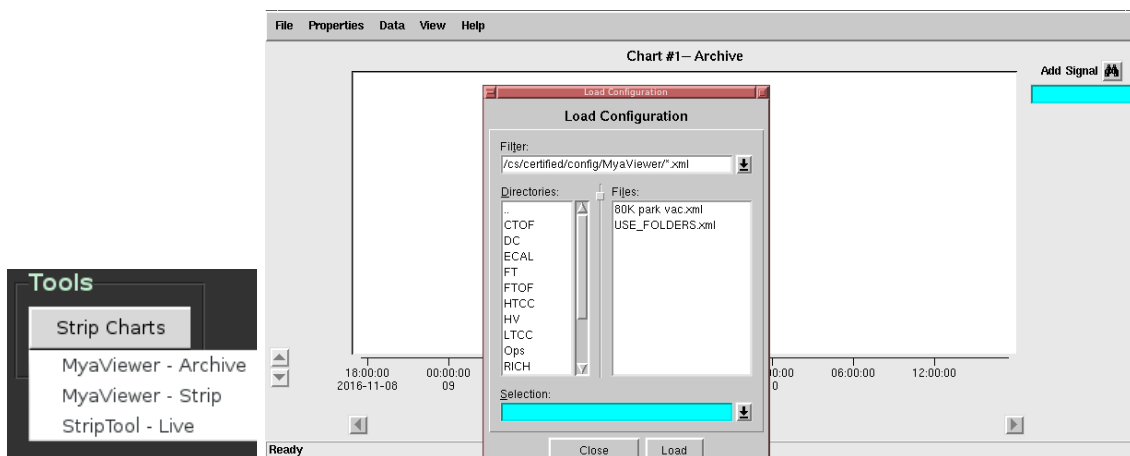 Tools
Strip Charts
MyaViewer - Archive
MyaViewer - Strip
StripTool - Live
File Properties Data View Help
Chart #1– Archive
Add Signal
Load Configuration
Load Configuration
Filter:
/cs/certified/config/MyaViewer/*.xml
Directories:
..
CTOF
DC
ECAL
FT
FTOF
HTCC
HV
LTCC
Ops
RICH
Files:
80K park vac.xml
USE_FOLDERS.xml
Selection:
Close Load
18:00:00 00:00:00 00:00 06:00:00 12:00:00
2016-11-08 09 0
Ready